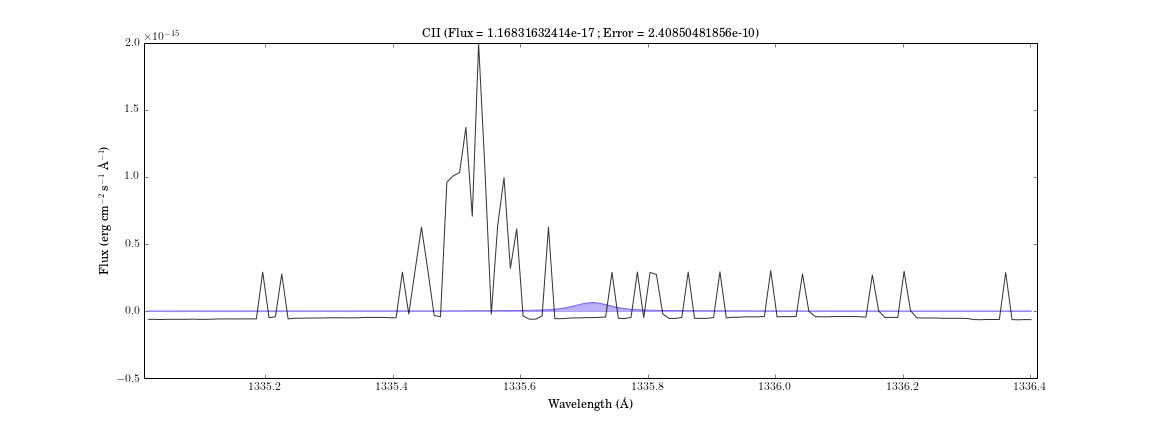 CII (Flux = 1.16831632414e-17 ; Error = 2.40850481856e-10)
×10⁻¹⁵
2.0
1.5
1.0
0.5
0.0
−0.5
Flux (erg cm⁻² s⁻¹ Å⁻¹)
1335.2 1335.4 1335.6 1335.8 1336.0 1336.2 1336.4
Wavelength (Å)